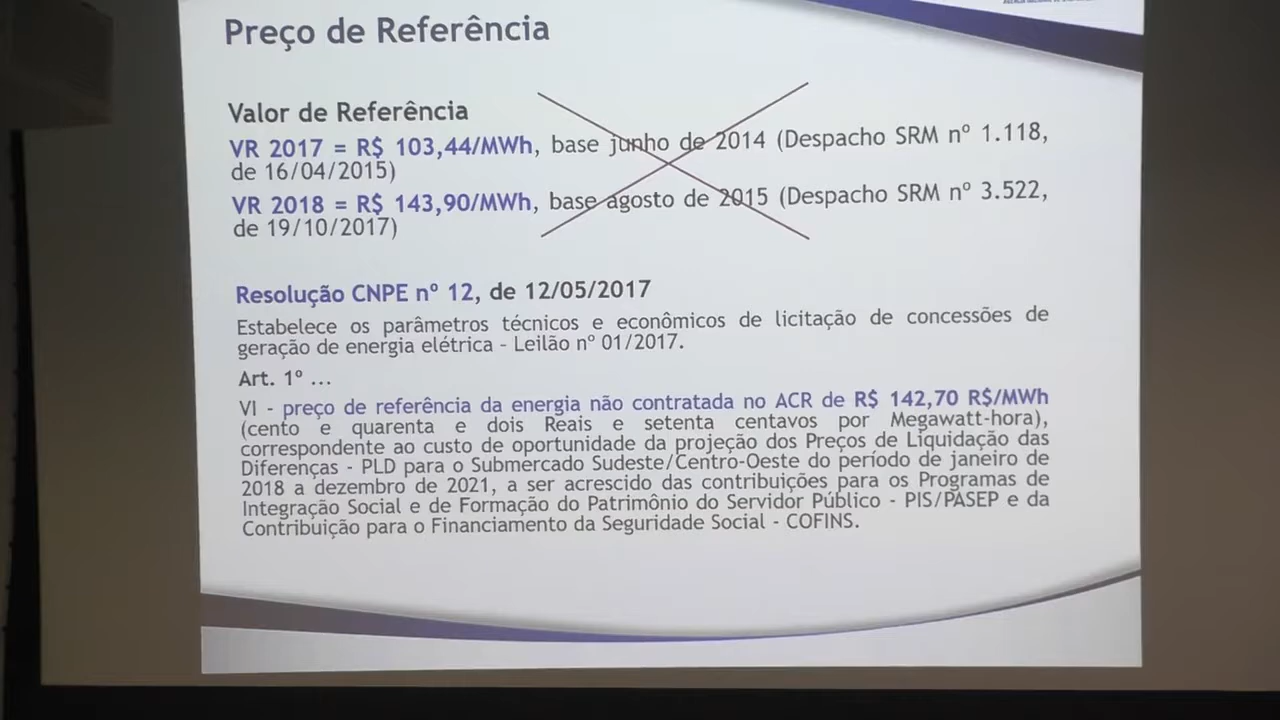 Preço de Referência
Valor de Referência
VR 2017 = R$ 103,44/MWh, base junho de 2014 (Despacho SRM nº 1.118,
de 16/04/2015)
VR 2018 = R$ 143,90/MWh, base agosto de 2015 (Despacho SRM nº 3.522,
de 19/10/2017)
Resolução CNPE nº 12, de 12/05/2017
Estabelece os parâmetros técnicos e econômicos de licitação de concessões de
geração de energia elétrica - Leilão nº 01/2017.
Art. 1º ...
VI - preço de referência da energia não contratada no ACR de R$ 142,70 R$/MWh
(cento e quarenta e dois Reais e setenta centavos por Megawatt-hora),
correspondente ao custo de oportunidade da projeção dos Preços de Liquidação das
Diferenças - PLD para o Submercado Sudeste/Centro-Oeste do período de janeiro de
2018 a dezembro de 2021, a ser acrescido das contribuições para os Programas de
Integração Social e de Formação do Patrimônio do Servidor Público - PIS/PASEP e da
Contribuição para o Financiamento da Seguridade Social - COFINS.